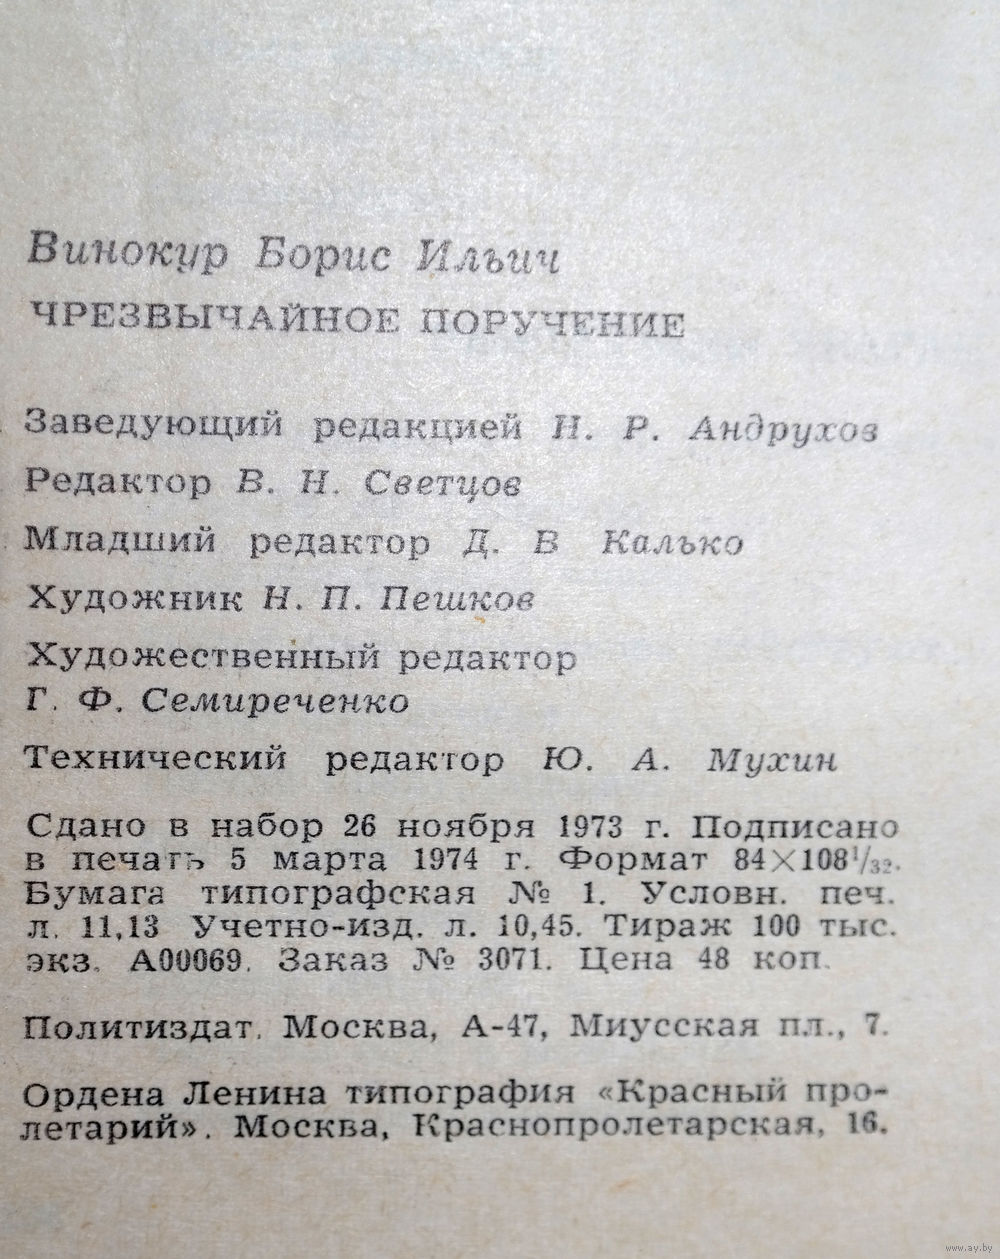 Винокур Борис Ильич
ЧРЕЗВЫЧАЙНОЕ ПОРУЧЕНИЕ
Заведующий редакцией Н. Р. Андрухов
Редактор В. Н. Светцов
Младший редактор Д. В Калько
Художник Н. П. Пешков
Художественный редактор
Г. Ф. Семиреченко
Технический редактор Ю. А. Мухин
Сдано в набор 26 ноября 1973 г. Подписано
в печать 5 марта 1974 г. Формат 84×108¹/₃₂.
Бумага типографская № 1. Условн. печ.
л. 11,13 Учетно-изд. л. 10,45. Тираж 100 тыс.
экз. А00069. Заказ № 3071. Цена 48 коп.
Политиздат. Москва, А-47, Миусская пл., 7.
Ордена Ленина типография «Красный про-
летарий». Москва, Краснопролетарская, 16.
www.ay.by